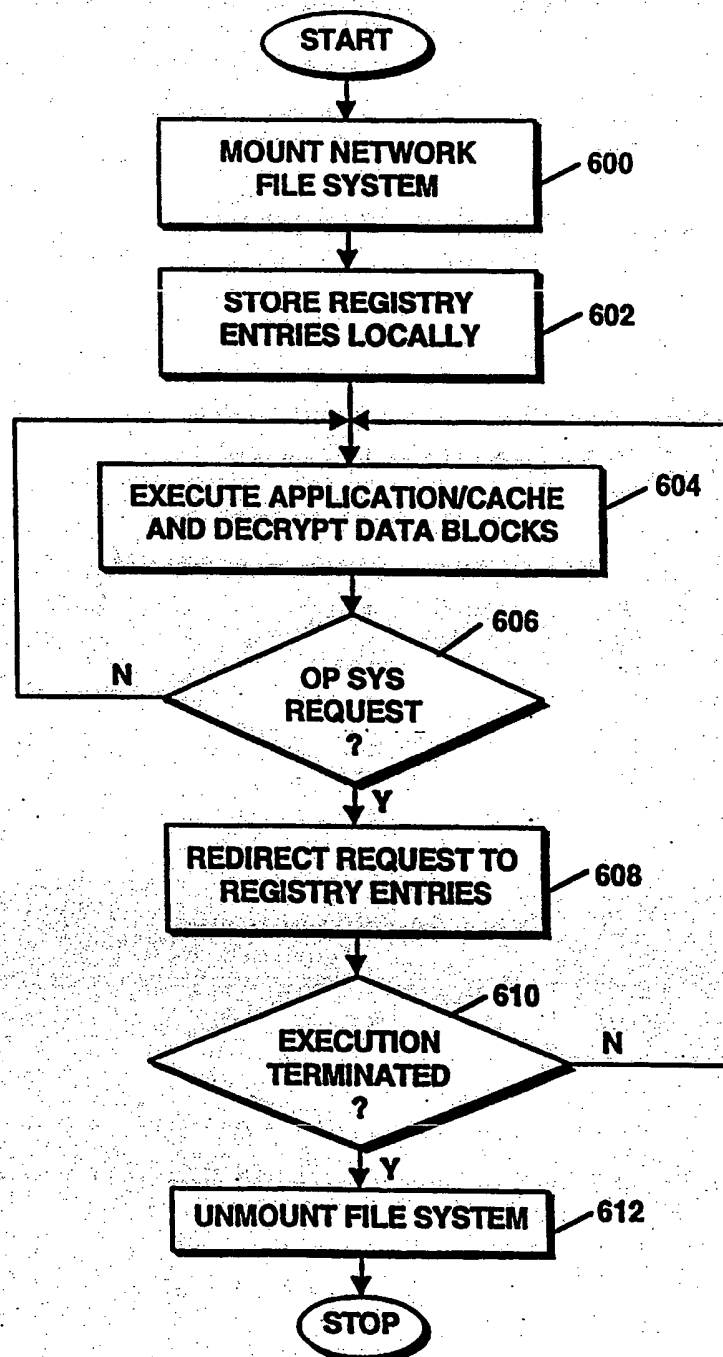 START
MOUNT NETWORK
FILE SYSTEM
600
STORE REGISTRY
ENTRIES LOCALLY
602
EXECUTE APPLICATION/CACHE
AND DECRYPT DATA BLOCKS
604
606
N
OP SYS
REQUEST
?
Y
REDIRECT REQUEST TO
REGISTRY ENTRIES
608
610
EXECUTION
TERMINATED
?
N
Y
UNMOUNT FILE SYSTEM
612
STOP